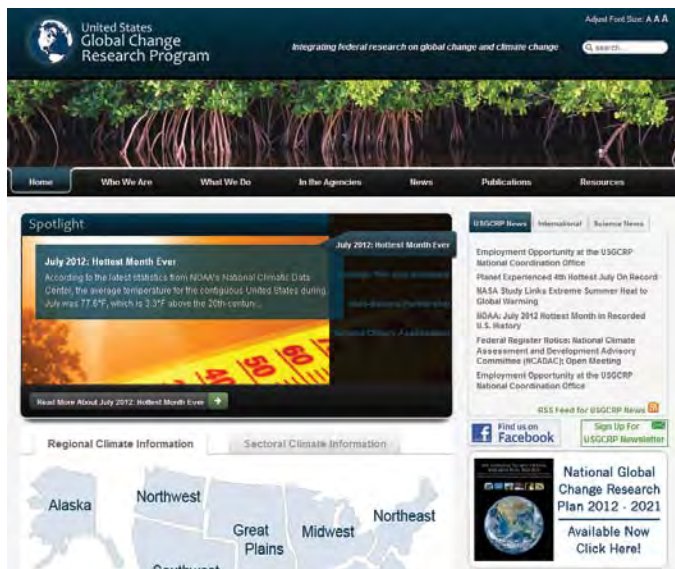 Adjust Font Size: A A A
United States
Global Change
Research Program
Integrating federal research on global change and climate change
search...
Home
Who We Are
What We Do
In the Agencies
News
Publications
Resources
Spotlight
July 2012: Hottest Month Ever
July 2012: Hottest Month Ever
According to the latest statistics from NOAA's National Climatic Data
Center, the average temperature for the contiguous United States during
July was 77.6°F, which is 3.3°F above the 20th-century...
40
50
60
Read More About July 2012: Hottest Month Ever
USGCRP News
International
Science News
Employment Opportunity at the USGCRP
National Coordination Office
Planet Experienced 4th Hottest July On Record
NASA Study Links Extreme Summer Heat to
Global Warming
NOAA: July 2012 Hottest Month in Recorded
U.S. History
Federal Register Notice: National Climate
Assessment and Development Advisory
Committee (NCADAC); Open Meeting
Employment Opportunity at the USGCRP
National Coordination Office
RSS Feed for USGCRP News
Find us on
Facebook
Sign Up For
USGCRP Newsletter
Regional Climate Information
Sectoral Climate Information
Alaska
Northwest
Great
Plains
Midwest
Northeast
Southwest
National Global
Change Research
Plan 2012 - 2021
Available Now
Click Here!